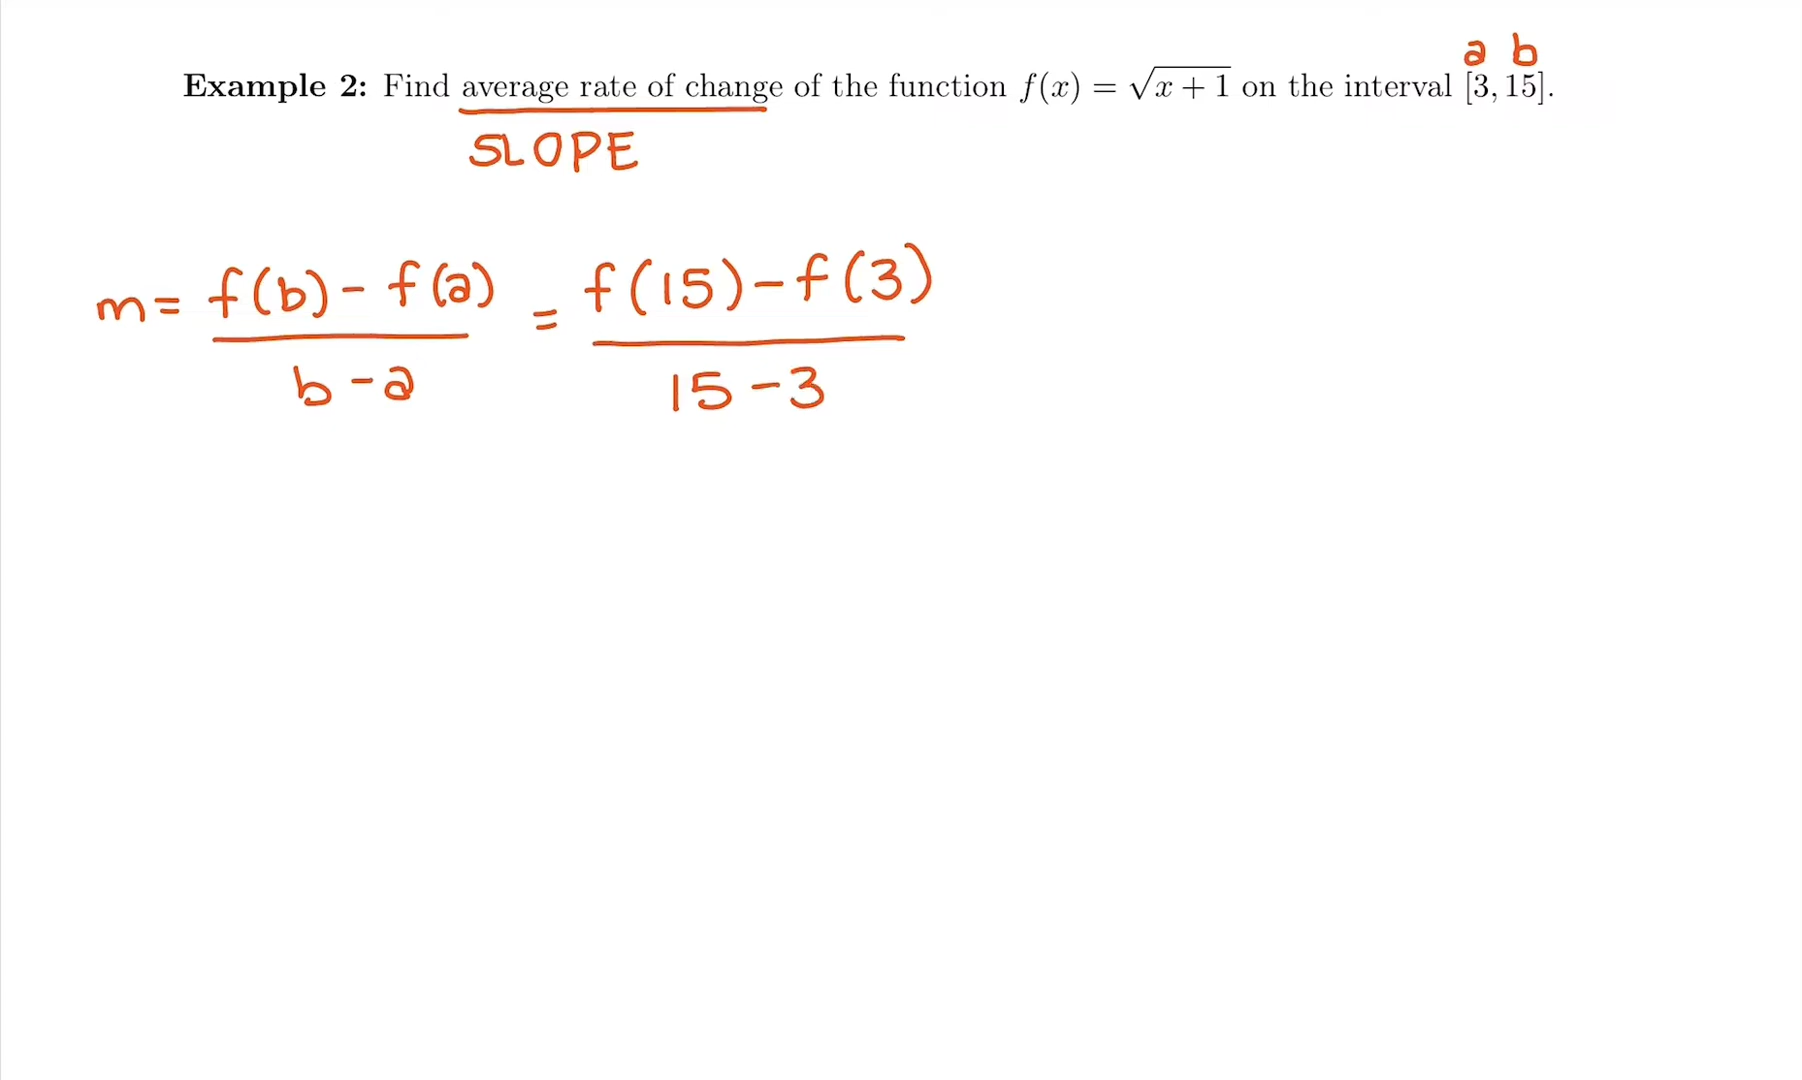 a b
Example 2: Find average rate of change of the function f(x) = √x + 1 on the interval [3, 15].
SLOPE
m = f(b) - f(a) = f(15) - f(3)
b - a 15 - 3